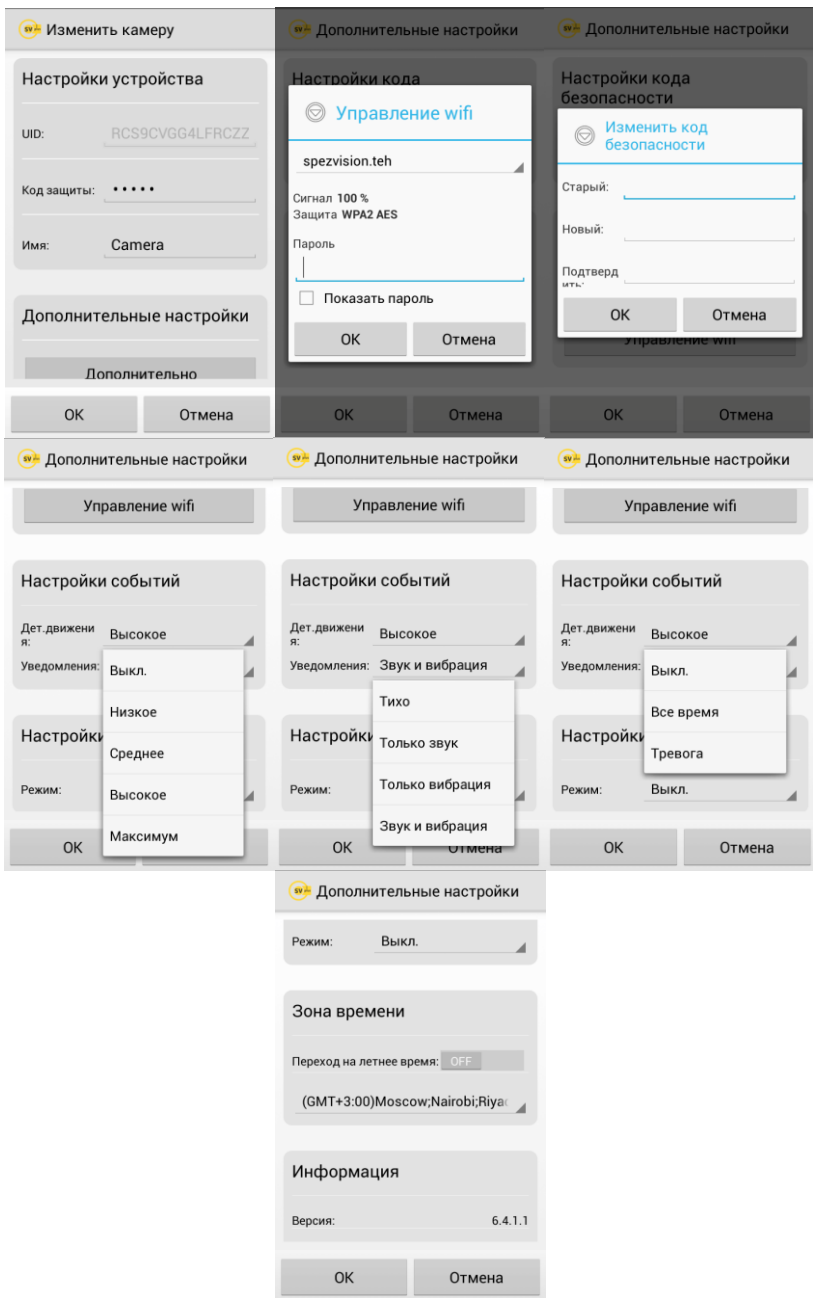 SV Изменить камеру
Настройки устройства
UID: RCS9CVGG4LFRCZZ
Код защиты: •••••
Имя: Camera
Дополнительные настройки
Дополнительно
OK Отмена
SV Дополнительные настройки
Настройки кода
Управление wifi
spezvision.teh
Сигнал 100 %
Защита WPA2 AES
Пароль
Показать пароль
OK Отмена
OK Отмена
SV Дополнительные настройки
Настройки кода
безопасности
Изменить код
безопасности
Старый:
Новый:
Подтверд
ить:
OK Отмена
Управление wifi
OK Отмена
SV Дополнительные настройки
Управление wifi
Настройки событий
Дет.движени
я:
Высокое
Уведомления:
Выкл.
Низкое
Среднее
Высокое
Максимум
Настройки
Режим:
OK
SV Дополнительные настройки
Управление wifi
Настройки событий
Дет.движени
я:
Высокое
Уведомления: Звук и вибрация
Тихо
Только звук
Только вибрация
Звук и вибрация
Настройки
Режим:
OK Отмена
SV Дополнительные настройки
Управление wifi
Настройки событий
Дет.движени
я:
Высокое
Уведомления:
Выкл.
Все время
Тревога
Настройки
Режим: Выкл.
OK Отмена
SV Дополнительные настройки
Режим: Выкл.
Зона времени
Переход на летнее время: OFF
(GMT+3:00)Moscow;Nairobi;Riya
Информация
Версия: 6.4.1.1
OK Отмена